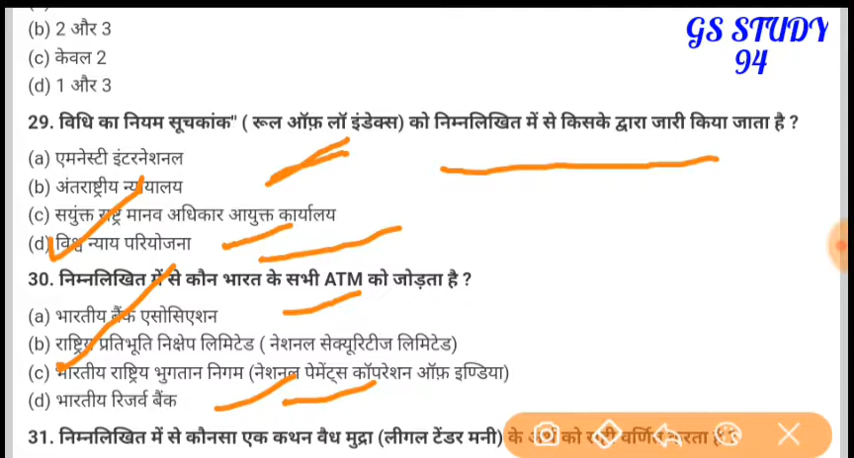 (b) 2 और 3
GS STUDY
94
(c) केवल 2
(d) 1 और 3
29. विधि का नियम सूचकांक" ( रूल ऑफ़ लॉ इंडेक्स) को निम्नलिखित में से किसके द्वारा जारी किया जाता है ?
(a) एमनेस्टी इंटरनेशनल
(b) अंतराष्ट्रीय न्यायालय
(c) सयुंक्त राष्ट्र मानव अधिकार आयुक्त कार्यालय
(d) विश्व न्याय परियोजना
30. निम्नलिखित में से कौन भारत के सभी ATM को जोड़ता है ?
(a) भारतीय बैंक एसोसिएशन
(b) राष्ट्रिय प्रतिभूति निक्षेप लिमिटेड ( नेशनल सेक्यूरिटीज लिमिटेड)
(c) भारतीय राष्ट्रिय भुगतान निगम (नेशनल पेमेंट्स कॉपरेशन ऑफ़ इण्डिया)
(d) भारतीय रिजर्व बैंक
31. निम्नलिखित में से कौनसा एक कथन वैध मुद्रा (लीगल टेंडर मनी) के को वर्णित करता